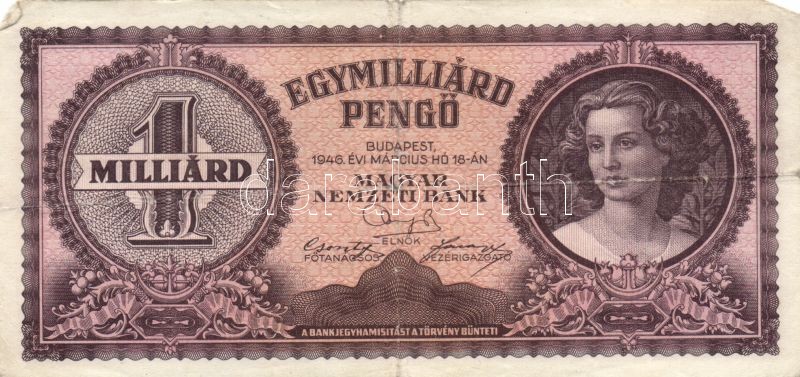 1
MILLIÁRD
EGYMILLIÁRD
PENGŐ
BUDAPEST,
1946. ÉVI MÁRCIUS HÓ 18-ÁN
MAGYAR
NEMZETI BANK
ELNÖK
FŐTANÁCSOS
VEZÉRIGAZGATÓ
A BANKJEGYHAMISITÁST A TÖRVÉNY BÜNTETI
darabanth